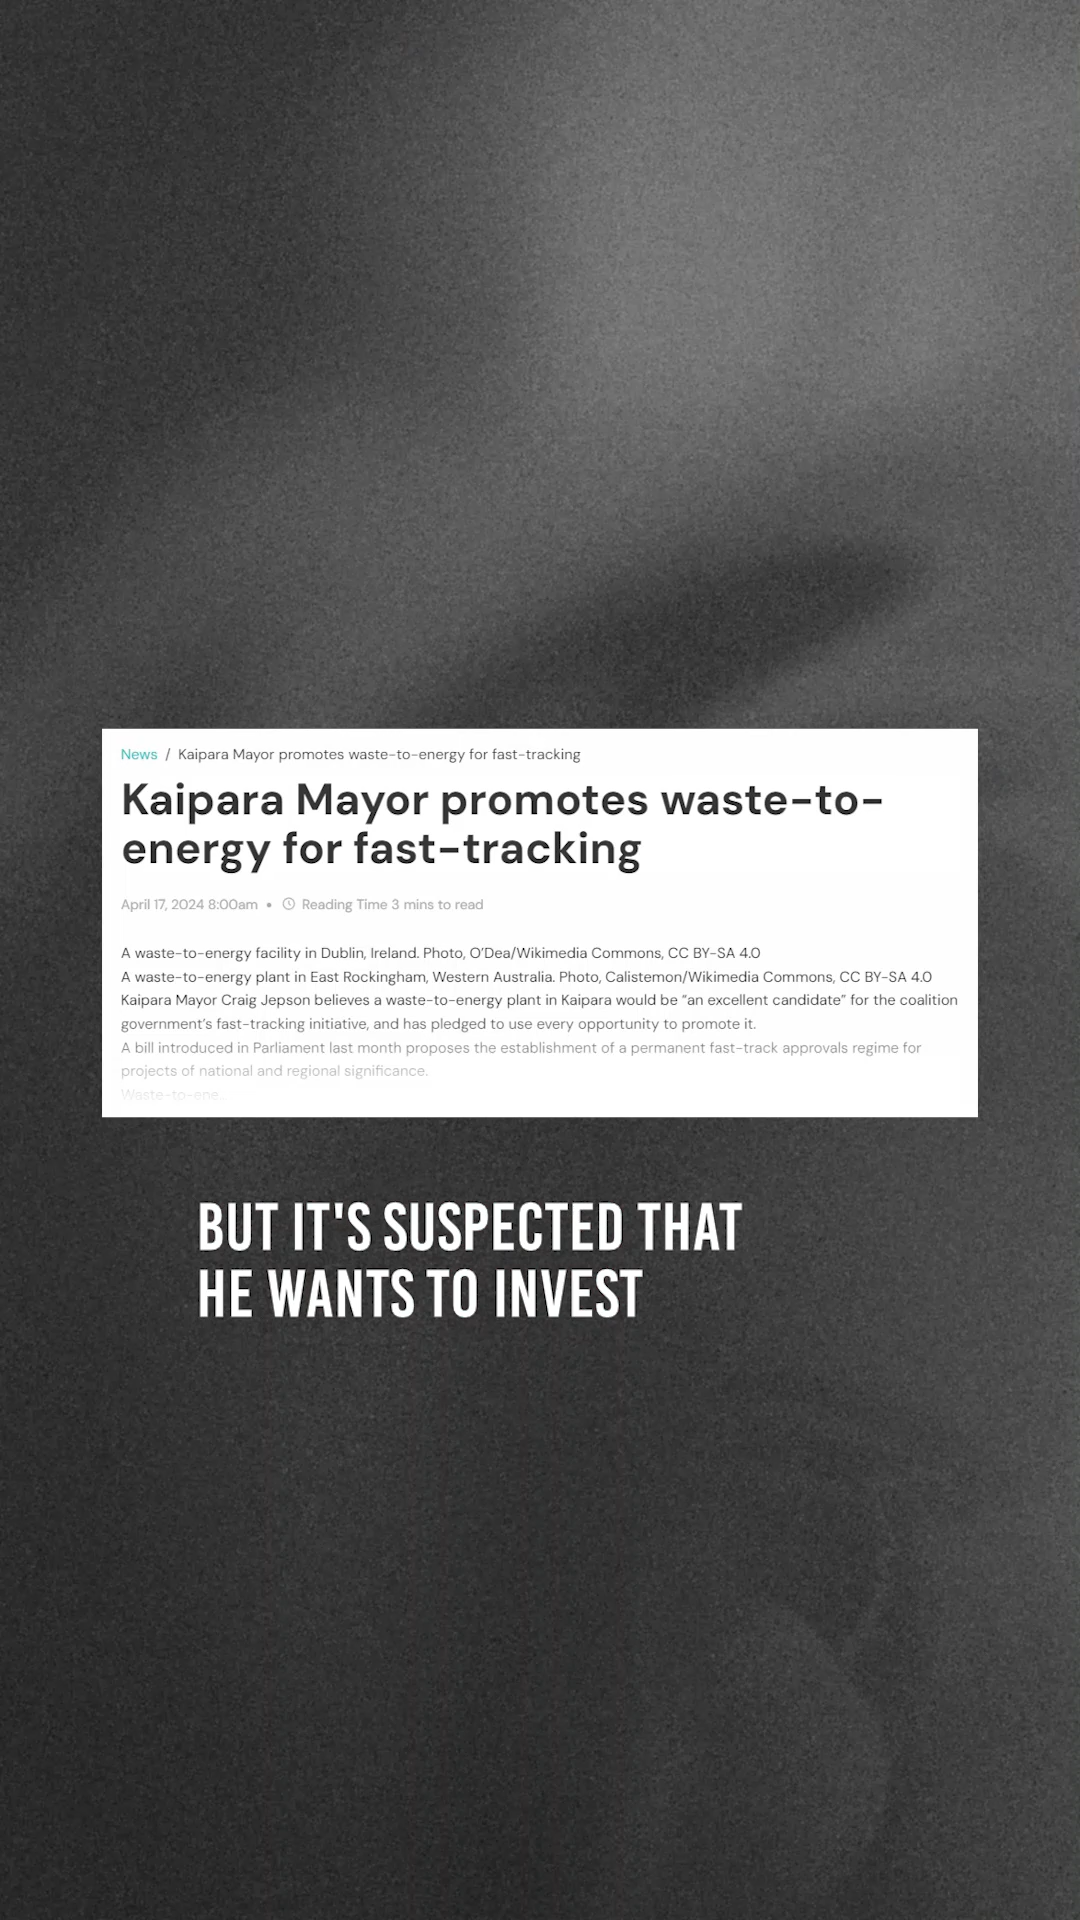 News / Kaipara Mayor promotes waste-to-energy for fast-tracking
Kaipara Mayor promotes waste-to-
energy for fast-tracking
April 17, 2024 8:00am • Reading Time 3 mins to read
A waste-to-energy facility in Dublin, Ireland. Photo, O’Dea/Wikimedia Commons, CC BY-SA 4.0
A waste-to-energy plant in East Rockingham, Western Australia. Photo, Calistemon/Wikimedia Commons, CC BY-SA 4.0
Kaipara Mayor Craig Jepson believes a waste-to-energy plant in Kaipara would be “an excellent candidate” for the coalition
government’s fast-tracking initiative, and has pledged to use every opportunity to promote it.
A bill introduced in Parliament last month proposes the establishment of a permanent fast-track approvals regime for
projects of national and regional significance.
Waste-to-ene..
BUT IT'S SUSPECTED THAT
HE WANTS TO INVEST